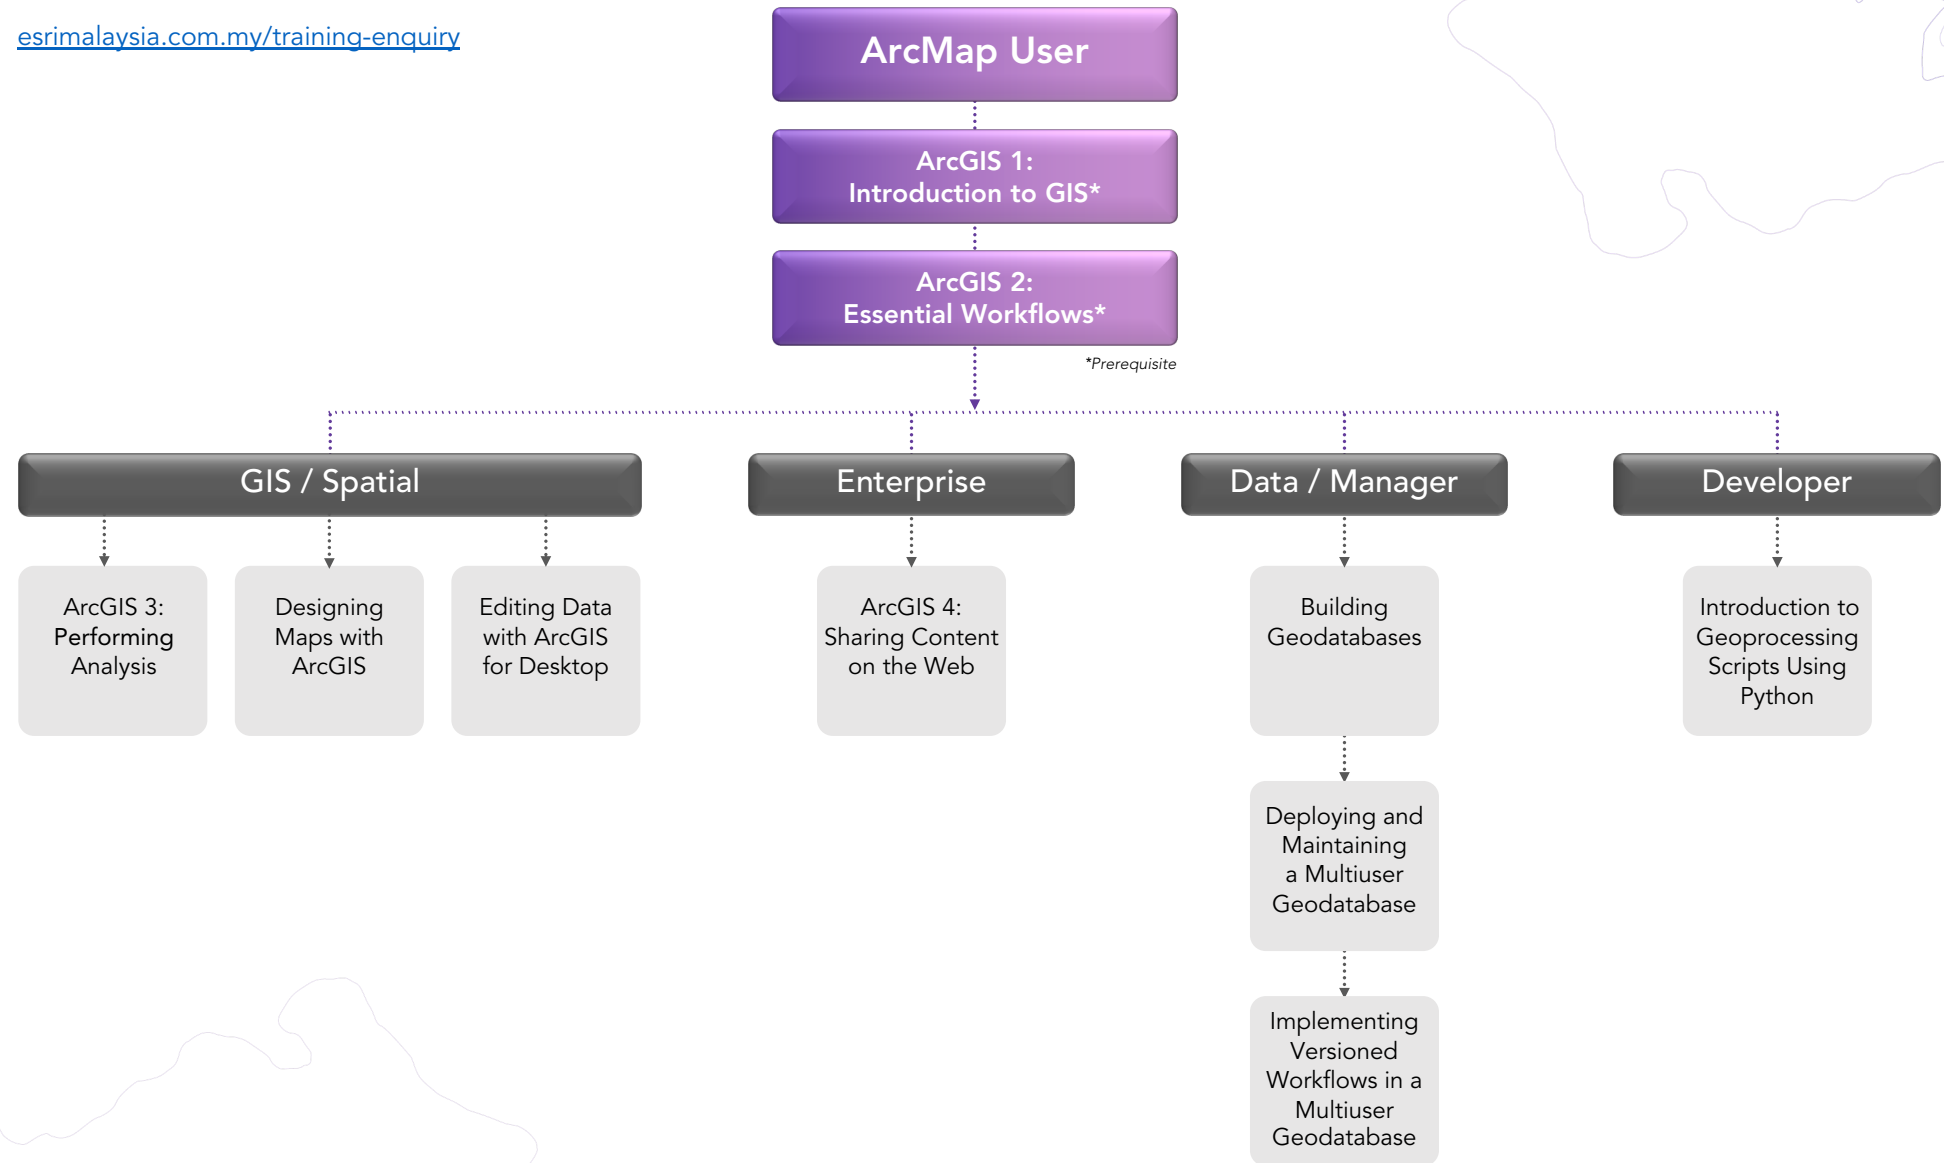 esrimalaysia.com.my/training-enquiry
ArcMap User
ArcGIS 1:
Introduction to GIS*
ArcGIS 2:
Essential Workflows*
*Prerequisite
GIS / Spatial
Enterprise
Data / Manager
Developer
ArcGIS 3:
Performing
Analysis
Designing
Maps with
ArcGIS
Editing Data
with ArcGIS
for Desktop
ArcGIS 4:
Sharing Content
on the Web
Building
Geodatabases
Introduction to
Geoprocessing
Scripts Using
Python
Deploying and
Maintaining
a Multiuser
Geodatabase
Implementing
Versioned
Workflows in a
Multiuser
Geodatabase